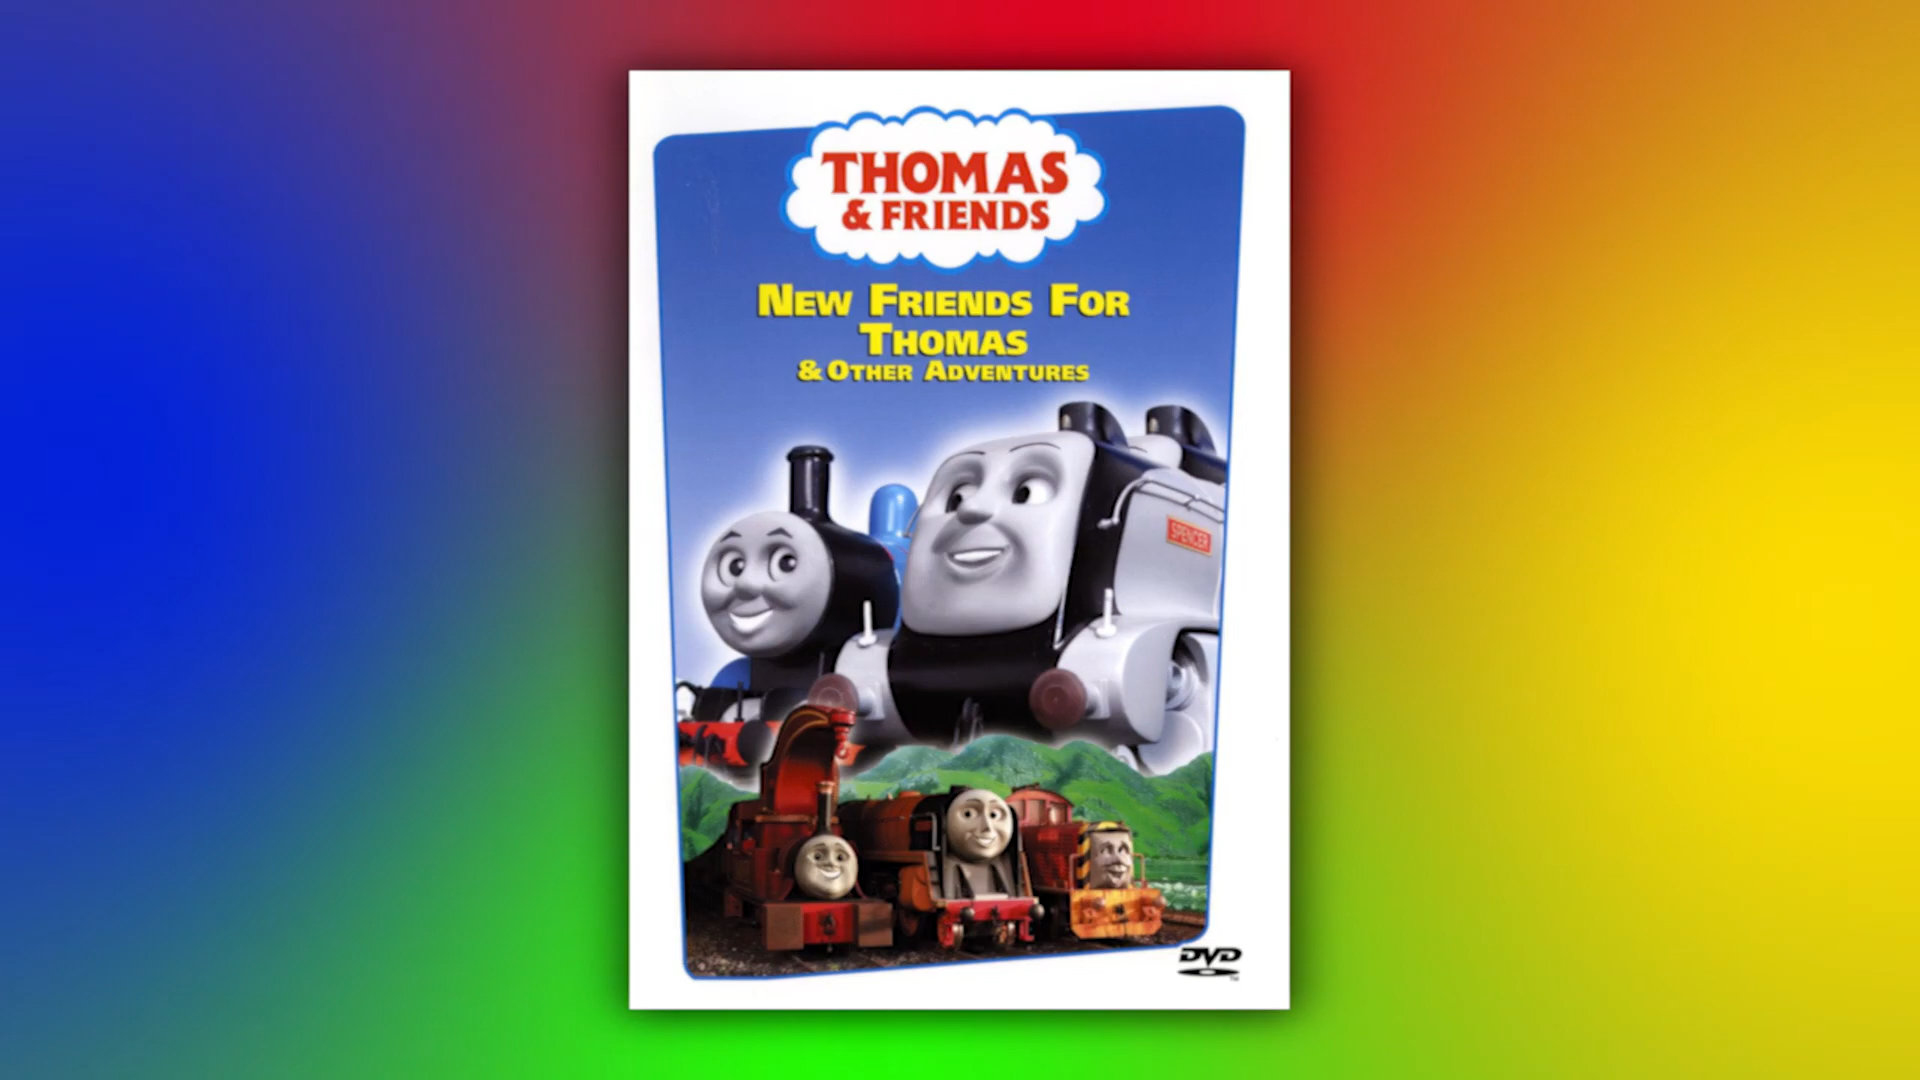 THOMAS
& FRIENDS
NEW FRIENDS FOR
THOMAS
& OTHER ADVENTURES
SPENCER
DVD